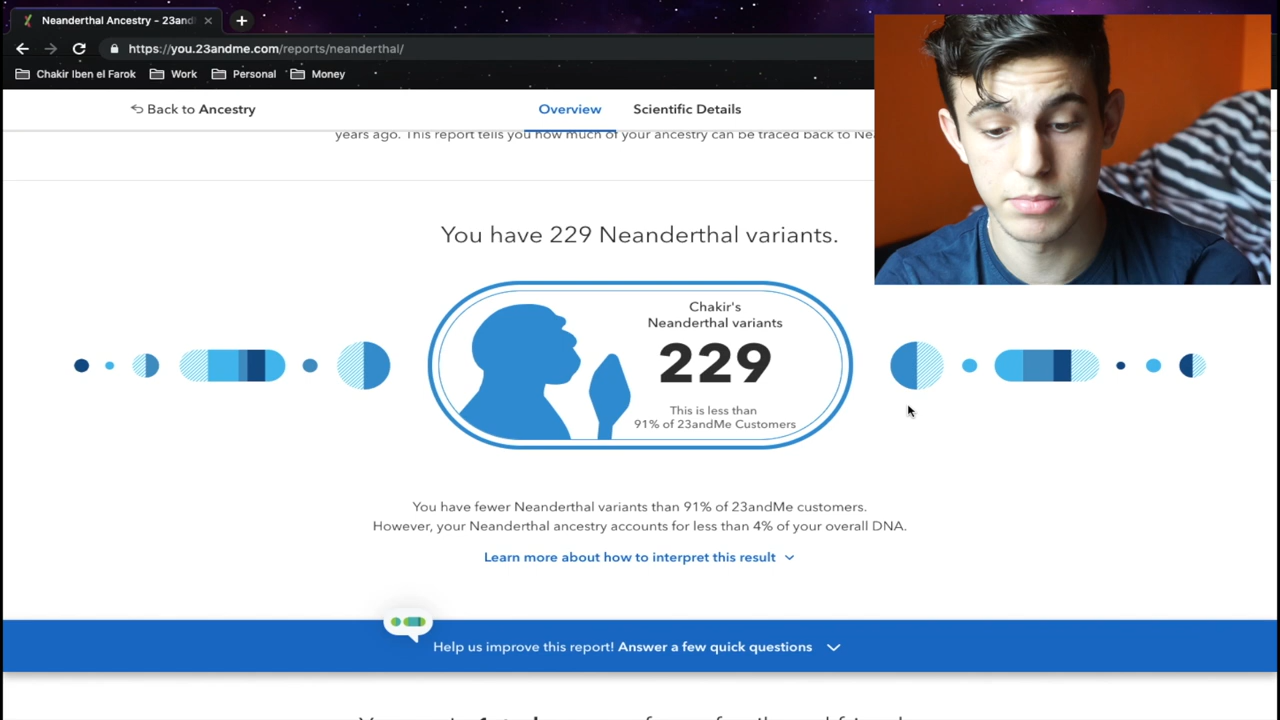 Neanderthal Ancestry – 23and
https://you.23andme.com/reports/neanderthal/
Chakir Iben el Farok Work Personal Money
Back to Ancestry Overview Scientific Details
years ago. This report tells you how much of your ancestry can be traced back to
You have 229 Neanderthal variants.
Chakir's
Neanderthal variants
229
This is less than
91% of 23andMe Customers
You have fewer Neanderthal variants than 91% of 23andMe customers.
However, your Neanderthal ancestry accounts for less than 4% of your overall DNA.
Learn more about how to interpret this result
Help us improve this report! Answer a few quick questions